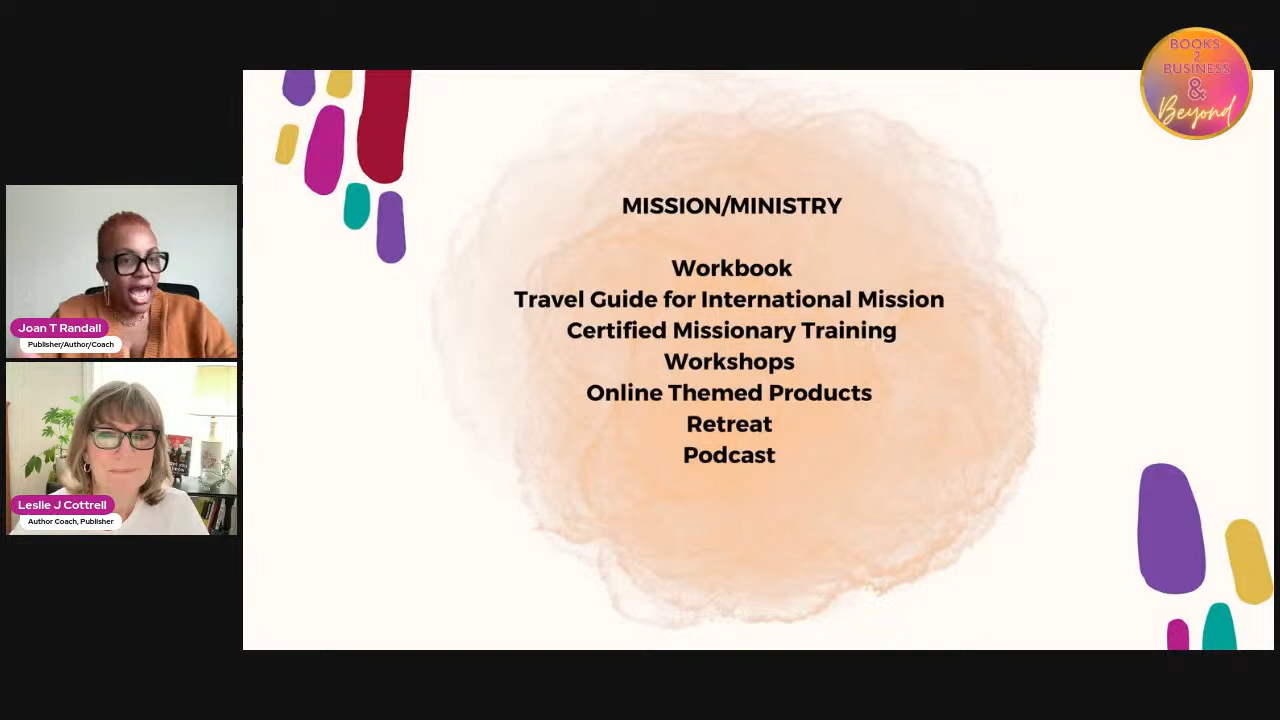 BOOKS
2
BUSINESS
&
Beyond
MISSION/MINISTRY
Workbook
Travel Guide for International Mission
Certified Missionary Training
Workshops
Online Themed Products
Retreat
Podcast
Joan T Randall
Publisher/Author/Coach
Leslie J Cottrell
Author Coach, Publisher